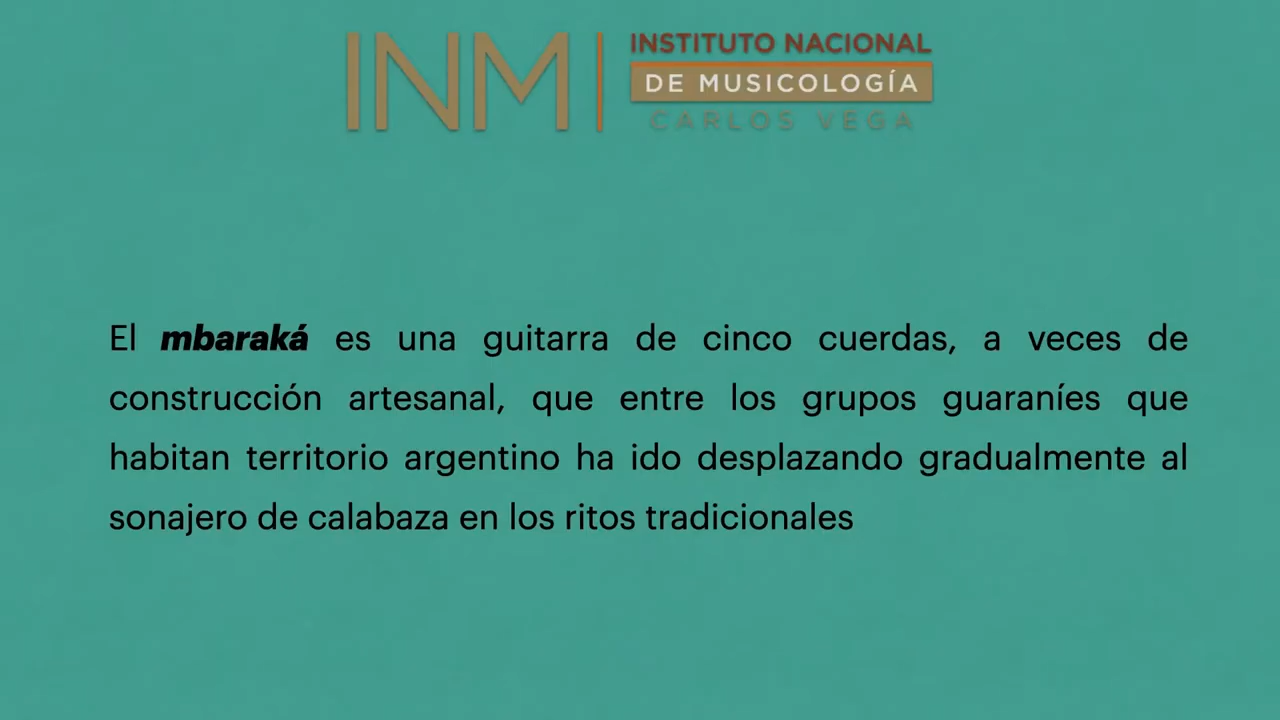 INM
INSTITUTO NACIONAL
DE MUSICOLOGÍA
CARLOS VEGA
El mbaraká es una guitarra de cinco cuerdas, a veces de
construcción artesanal, que entre los grupos guaraníes que
habitan territorio argentino ha ido desplazando gradualmente al
sonajero de calabaza en los ritos tradicionales